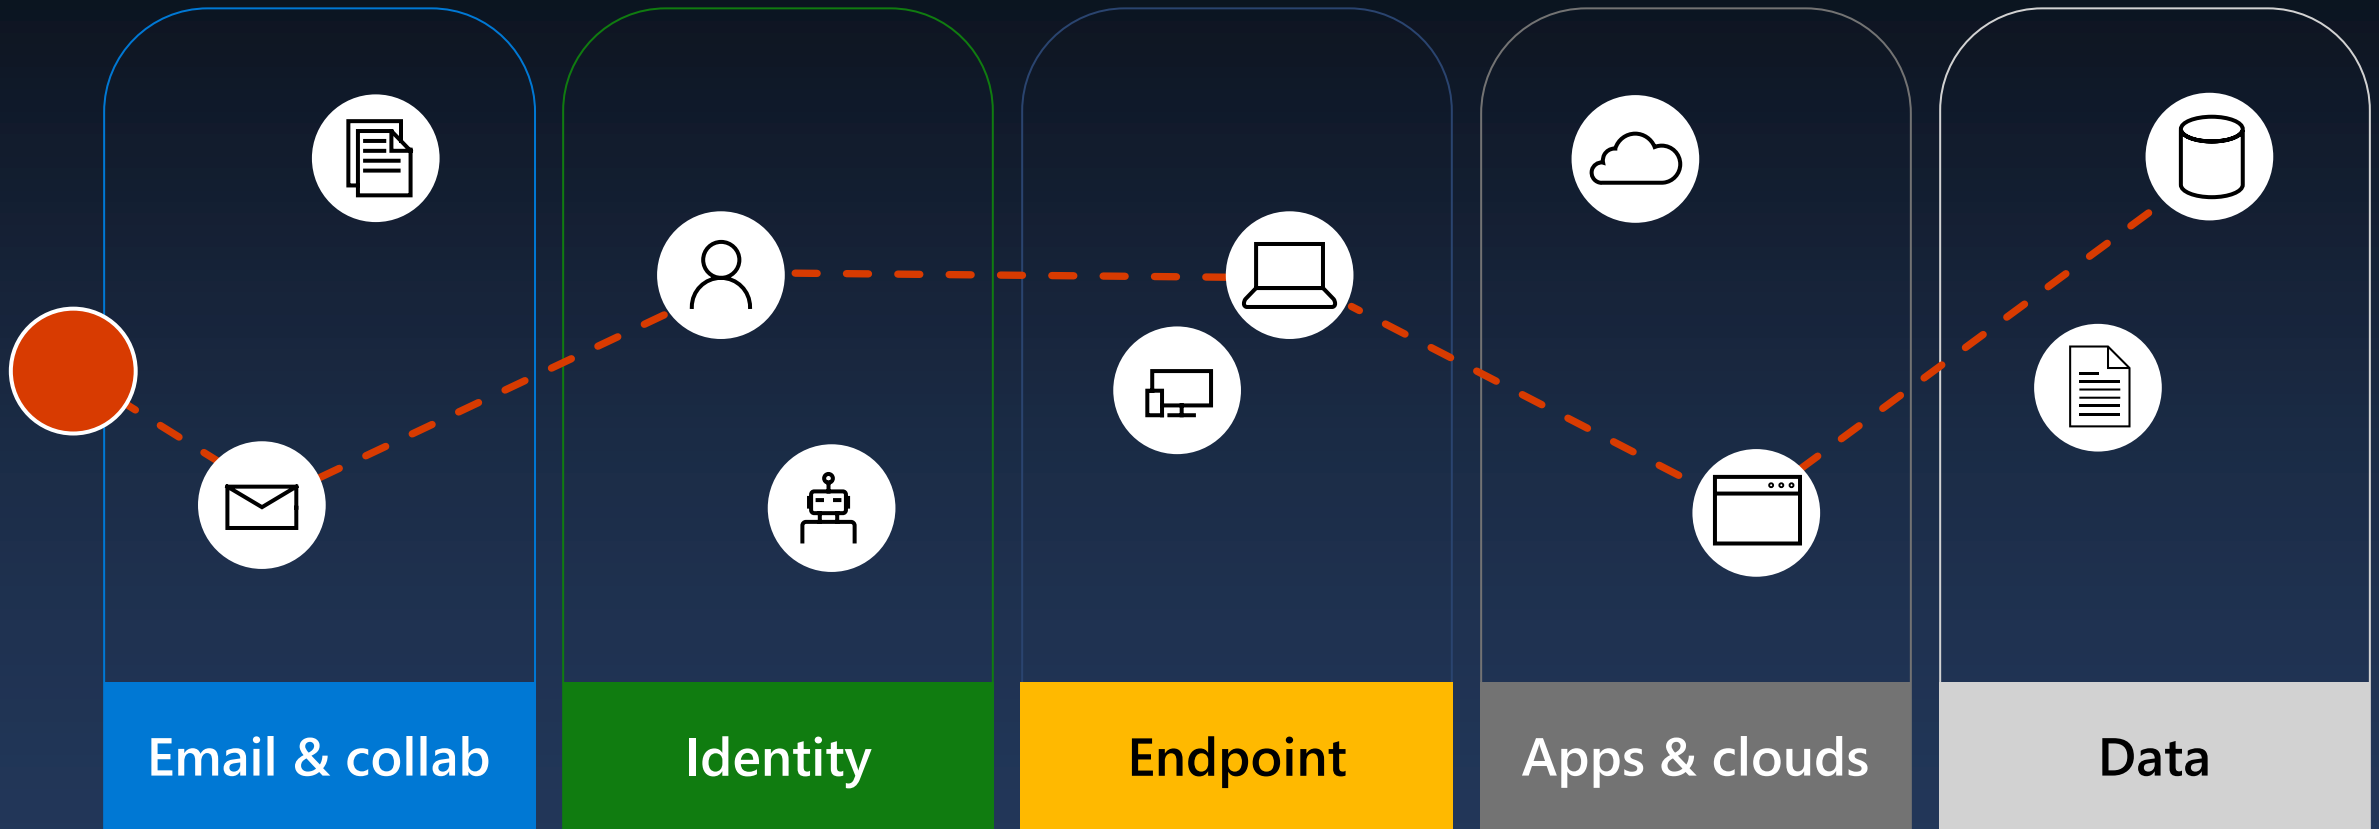 Email & collab
Identity
Endpoint
Apps & clouds
Data